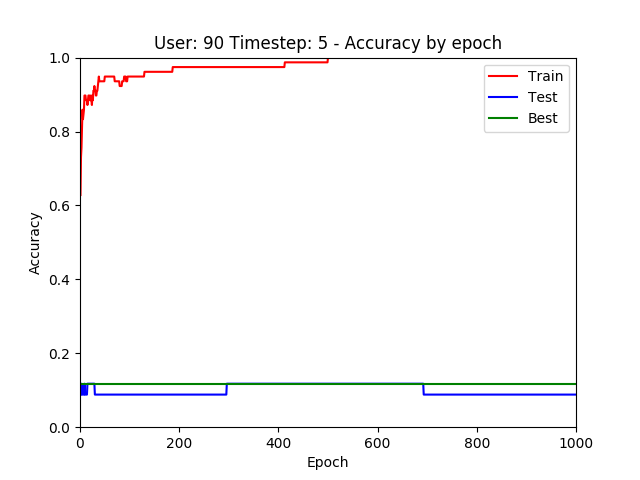 User: 90 Timestep: 5 - Accuracy by epoch
1.0
0.8
0.6
0.4
0.2
0.0
Accuracy
Train
Test
Best
0 200 400 600 800 1000
Epoch